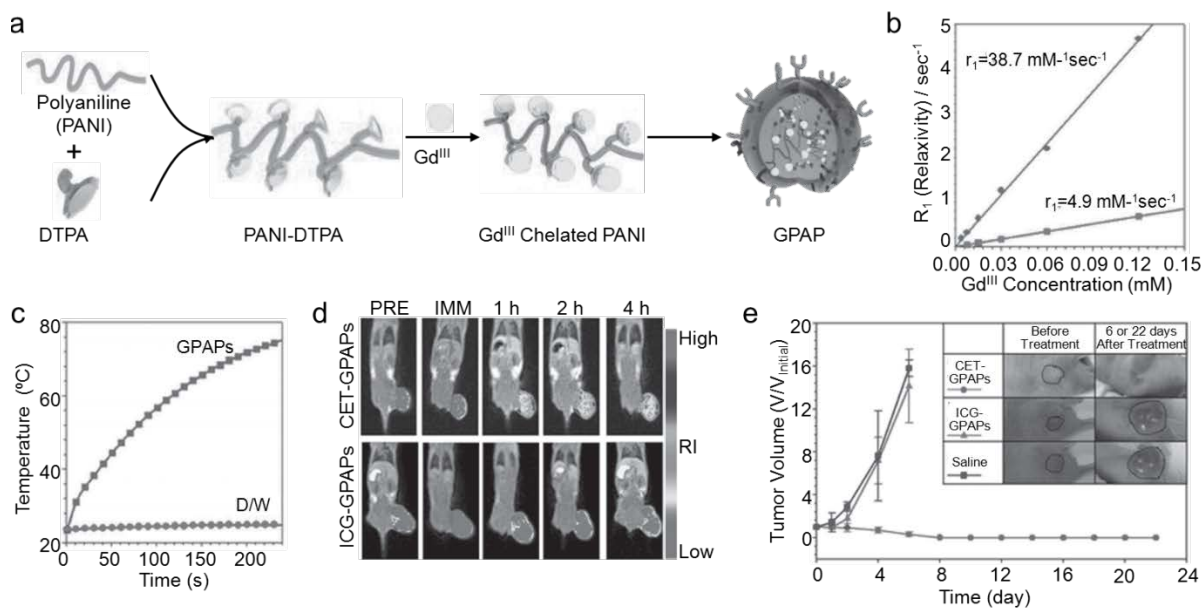 a
Polyaniline
(PANI)
+
DTPA
PANI-DTPA
Gdᴵᴵᴵ
Gdᴵᴵᴵ Chelated PANI
GPAP
b
R₁ (Relaxivity) / sec⁻¹
5
4
3
2
1
0
r₁=38.7 mM-¹sec⁻¹
r₁=4.9 mM-¹sec⁻¹
0.00 0.03 0.06 0.09 0.12 0.15
Gdᴵᴵᴵ Concentration (mM)
c
Temperature (ºC)
80
60
40
20
GPAPs
D/W
0 50 100 150 200
Time (s)
d
PRE IMM 1 h 2 h 4 h
CET-GPAPs
ICG-GPAPs
High
RI
Low
e
Tumor Volume (V/Vᵢₙᵢₜᵢₐₗ)
20
16
12
8
4
0
Before
Treatment
6 or 22 days
After Treatment
CET-
GPAPs
ICG-
GPAPs
Saline
0 4 8 12 16 20 24
Time (day)